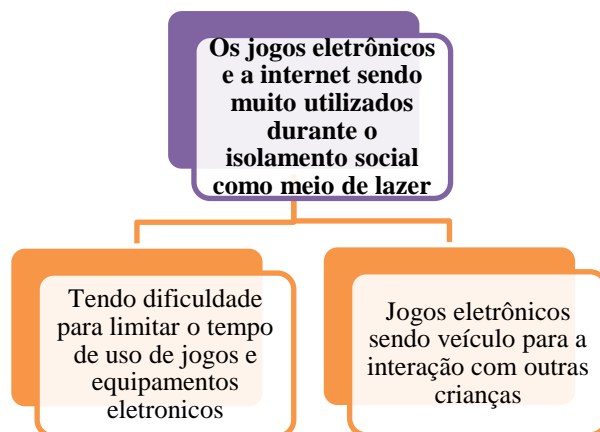 Os jogos eletrônicos
e a internet sendo
muito utilizados
durante o
isolamento social
como meio de lazer
Tendo dificuldade
para limitar o tempo
de uso de jogos e
equipamentos
eletronicos
Jogos eletrônicos
sendo veículo para a
interação com outras
crianças